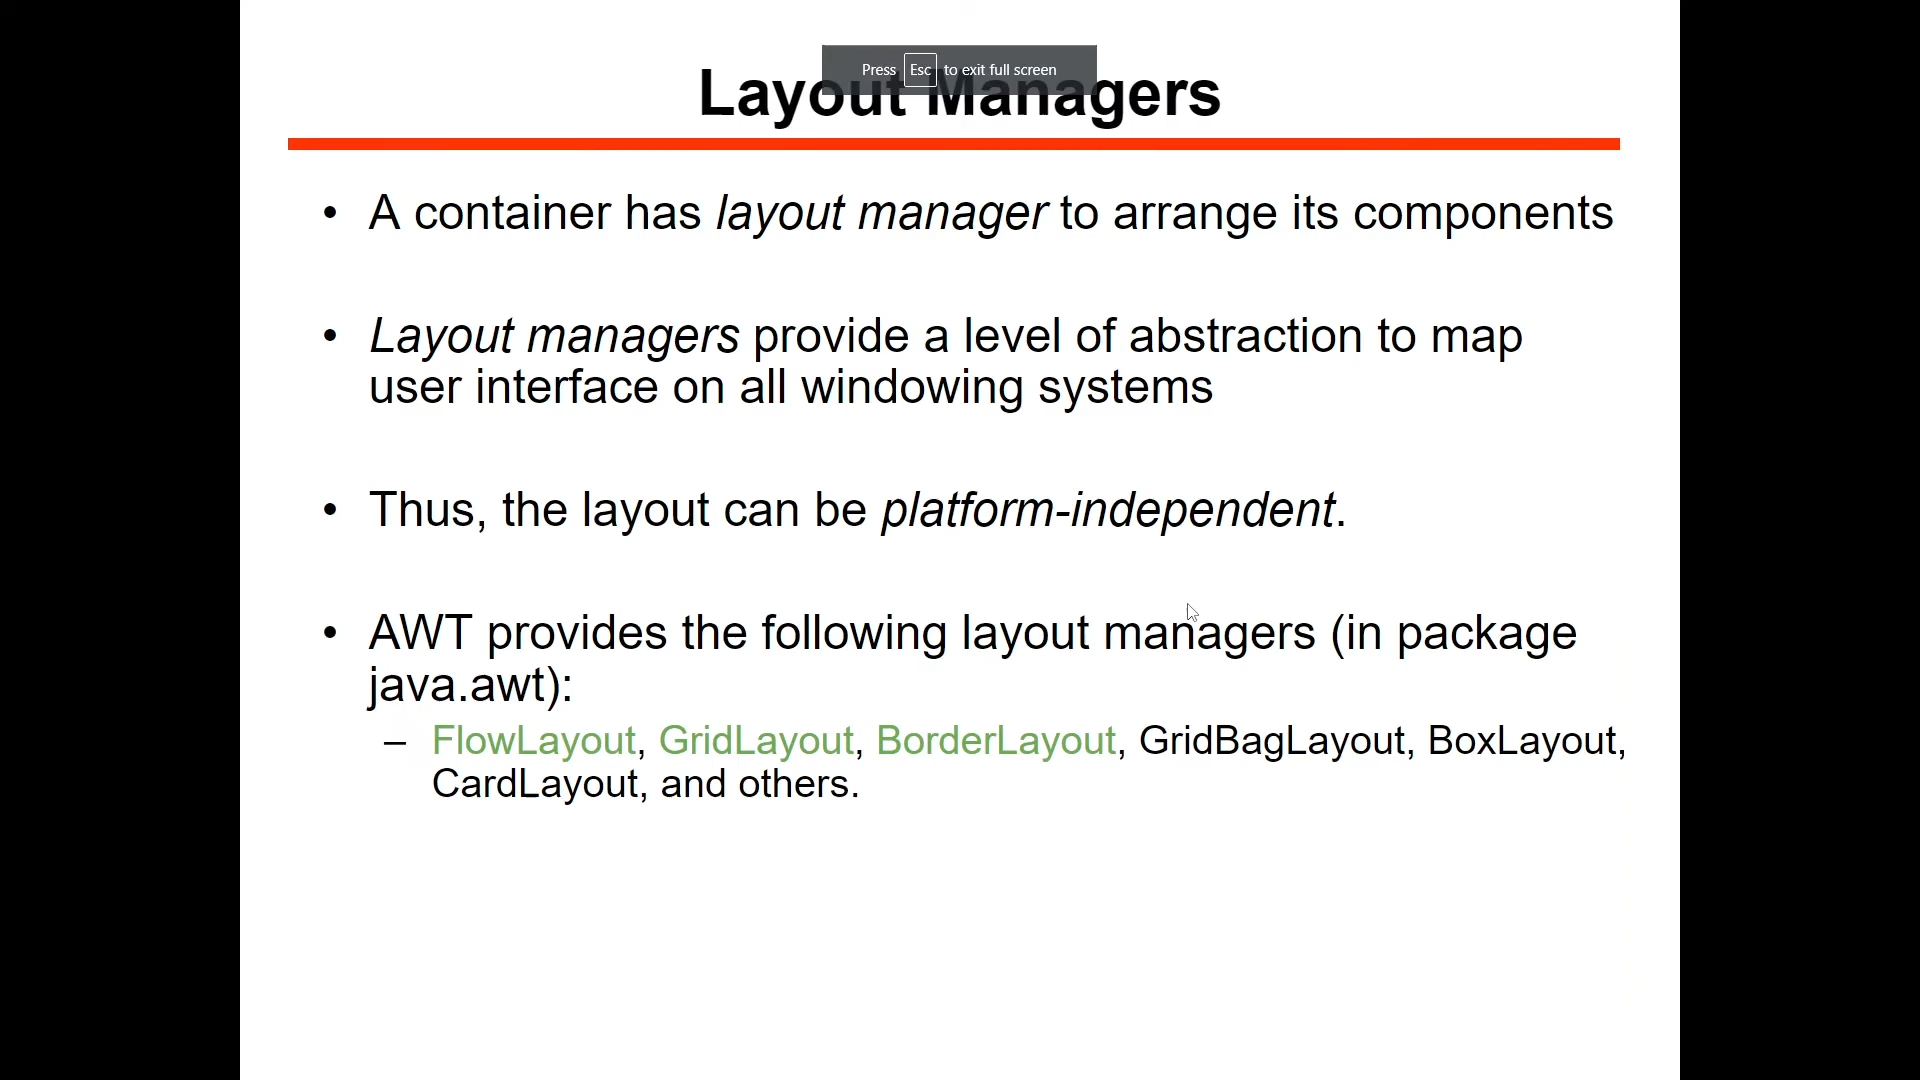 Press Esc to exit full screen
Layout Managers
• A container has layout manager to arrange its components
• Layout managers provide a level of abstraction to map
user interface on all windowing systems
• Thus, the layout can be platform-independent.
• AWT provides the following layout managers (in package
java.awt):
– FlowLayout, GridLayout, BorderLayout, GridBagLayout, BoxLayout,
CardLayout, and others.